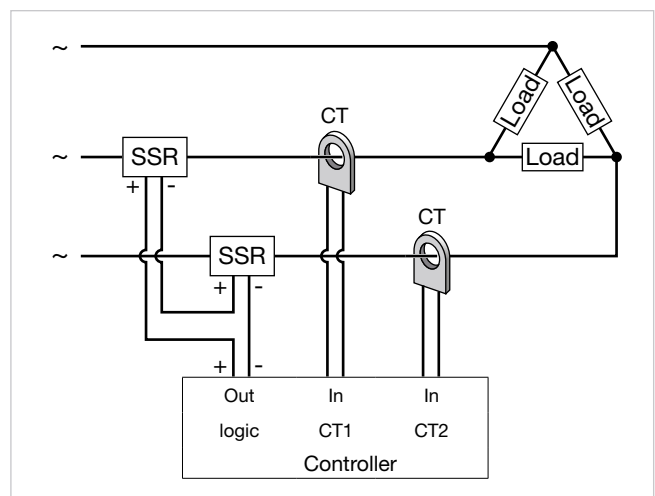 ~
CT
Load
Load
~
SSR
Load
+ -
CT
~
SSR
+ -
+ -
Out In In
logic CT1 CT2
Controller